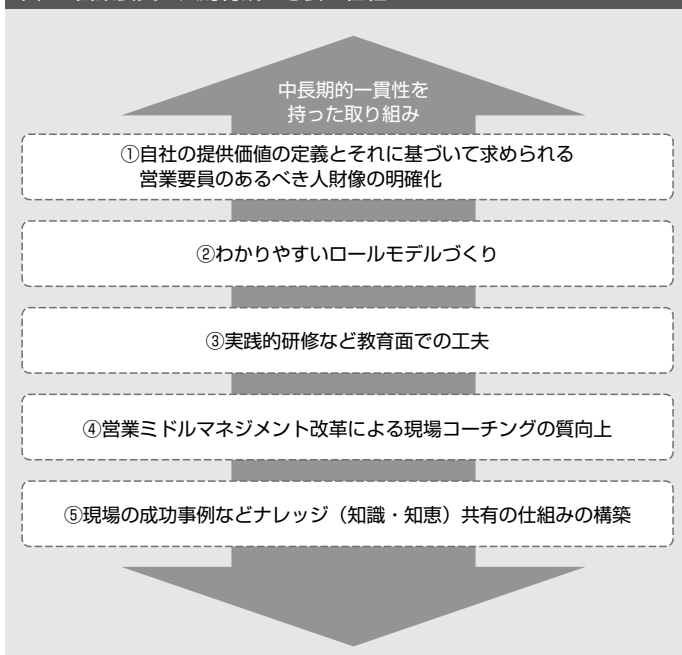 中長期的一貫性を
持った取り組み
①自社の提供価値の定義とそれに基づいて求められる
営業要員のあるべき人財像の明確化
②わかりやすいロールモデルづくり
③実践的研修など教育面での工夫
④営業ミドルマネジメント改革による現場コーチングの質向上
⑤現場の成功事例などナレッジ（知識・知恵）共有の仕組みの構築